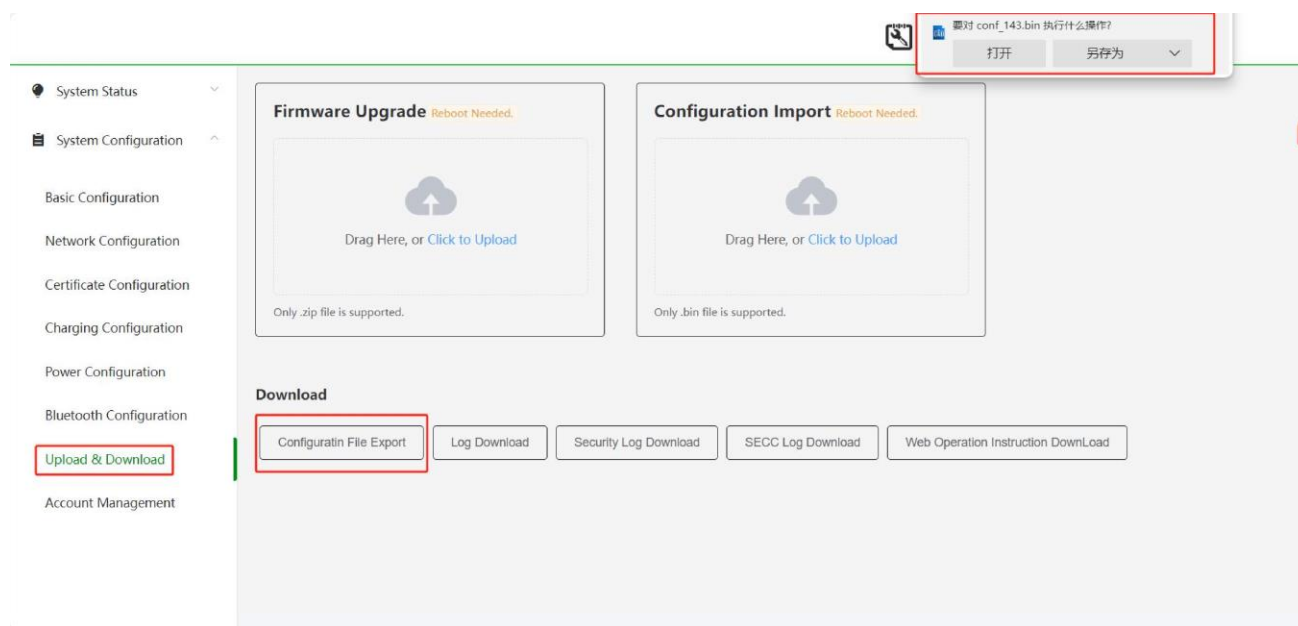 要对 conf_143.bin 执行什么操作?
打开 另存为
System Status
System Configuration
Basic Configuration
Network Configuration
Certificate Configuration
Charging Configuration
Power Configuration
Bluetooth Configuration
Upload & Download
Account Management
Firmware Upgrade Reboot Needed.
Drag Here, or Click to Upload
Only .zip file is supported.
Configuration Import Reboot Needed.
Drag Here, or Click to Upload
Only .bin file is supported.
Download
Configuratin File Export Log Download Security Log Download SECC Log Download Web Operation Instruction DownLoad